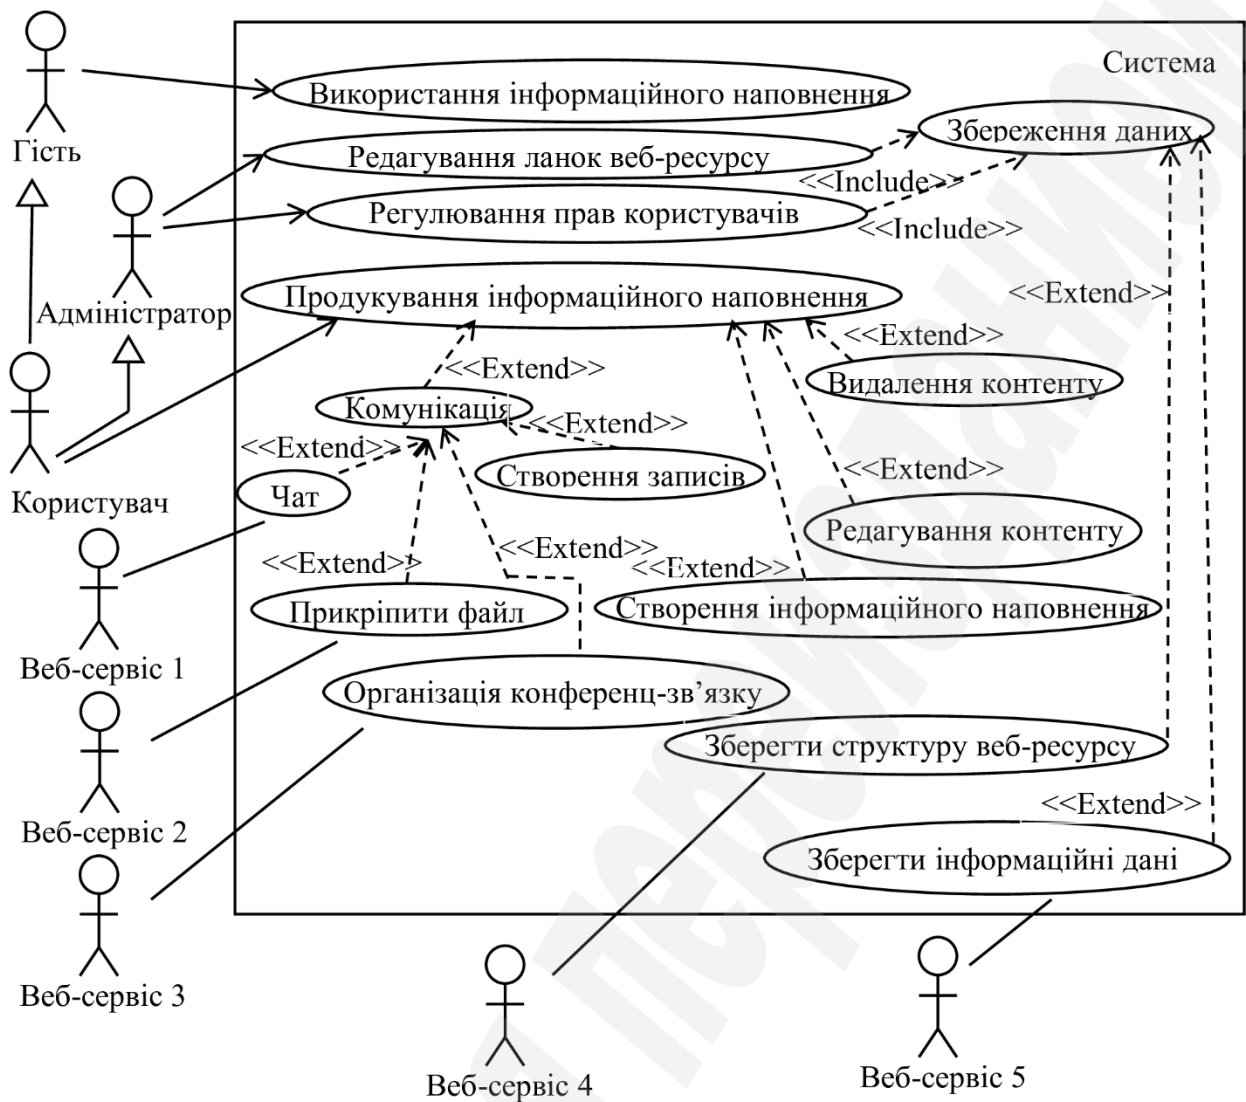 Система
Використання інформаційного наповнення
Збереження даних
Гість
Редагування ланок веб-ресурсу
<<Include>>
Регулювання прав користувачів
<<Include>>
Адміністратор
Продукування інформаційного наповнення
<<Extend>>
<<Extend>>
<<Extend>>
Видалення контенту
Комунікація
<<Extend>>
<<Extend>>
Створення записів
<<Extend>>
Чат
Користувач
Редагування контенту
<<Extend>>
<<Extend>>
<<Extend>>
Прикріпити файл
Створення інформаційного наповнення
Веб-сервіс 1
Організація конференц-зв’язку
Зберегти структуру веб-ресурсу
<<Extend>>
Веб-сервіс 2
Зберегти інформаційні дані
Веб-сервіс 3
Веб-сервіс 4
Веб-сервіс 5